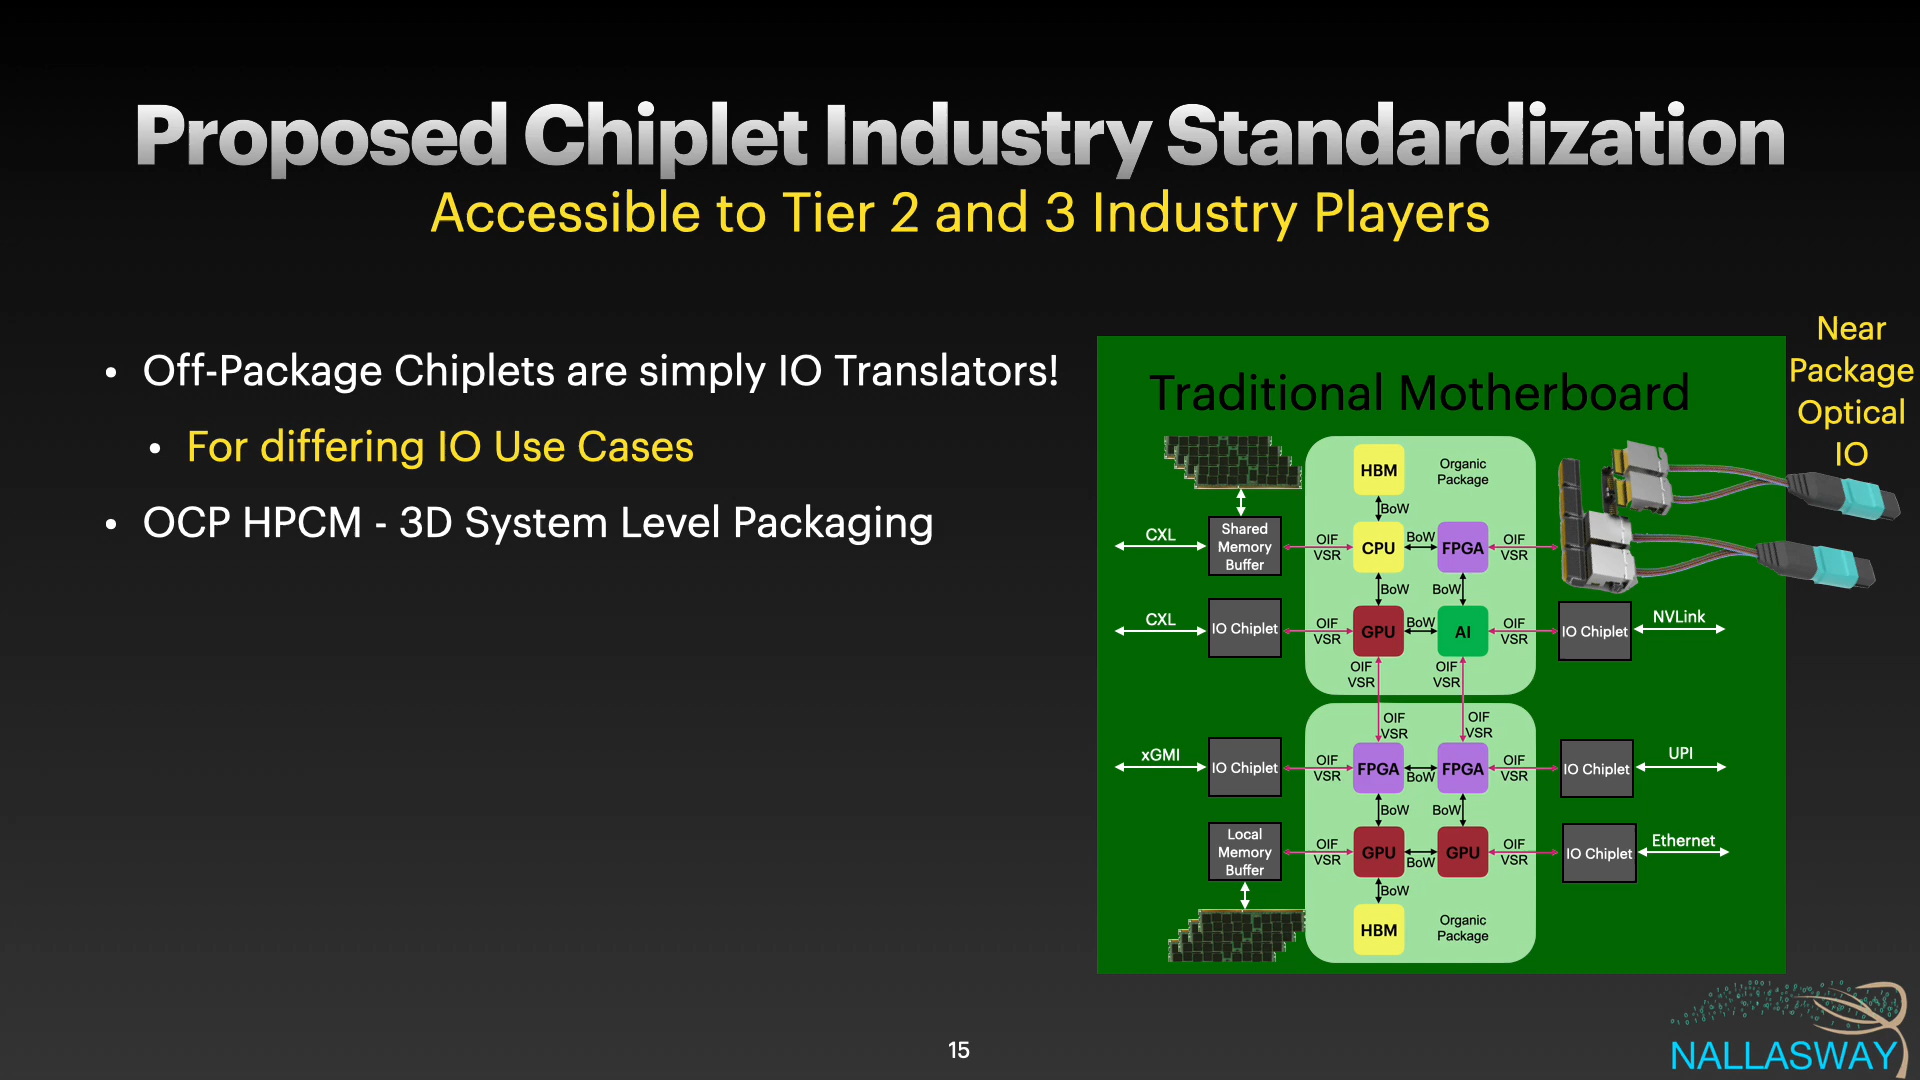 Proposed Chiplet Industry Standardization
Accessible to Tier 2 and 3 Industry Players
• Off-Package Chiplets are simply IO Translators!
• For differing IO Use Cases
• OCP HPCM - 3D System Level Packaging
Near
Package
Optical
IO
Traditional Motherboard
HBM
Organic
Package
BoW
CXL
Shared
Memory
Buffer
OIF
VSR
CPU
BoW
FPGA
OIF
VSR
BoW
BoW
CXL
IO Chiplet
OIF
VSR
GPU
BoW
AI
OIF
VSR
IO Chiplet
NVLink
OIF
VSR
OIF
VSR
OIF
VSR
OIF
VSR
xGMI
IO Chiplet
OIF
VSR
FPGA
BoW
FPGA
OIF
VSR
IO Chiplet
UPI
BoW
BoW
Local
Memory
Buffer
OIF
VSR
GPU
BoW
GPU
OIF
VSR
IO Chiplet
Ethernet
BoW
HBM
Organic
Package
15
NALLASWAY